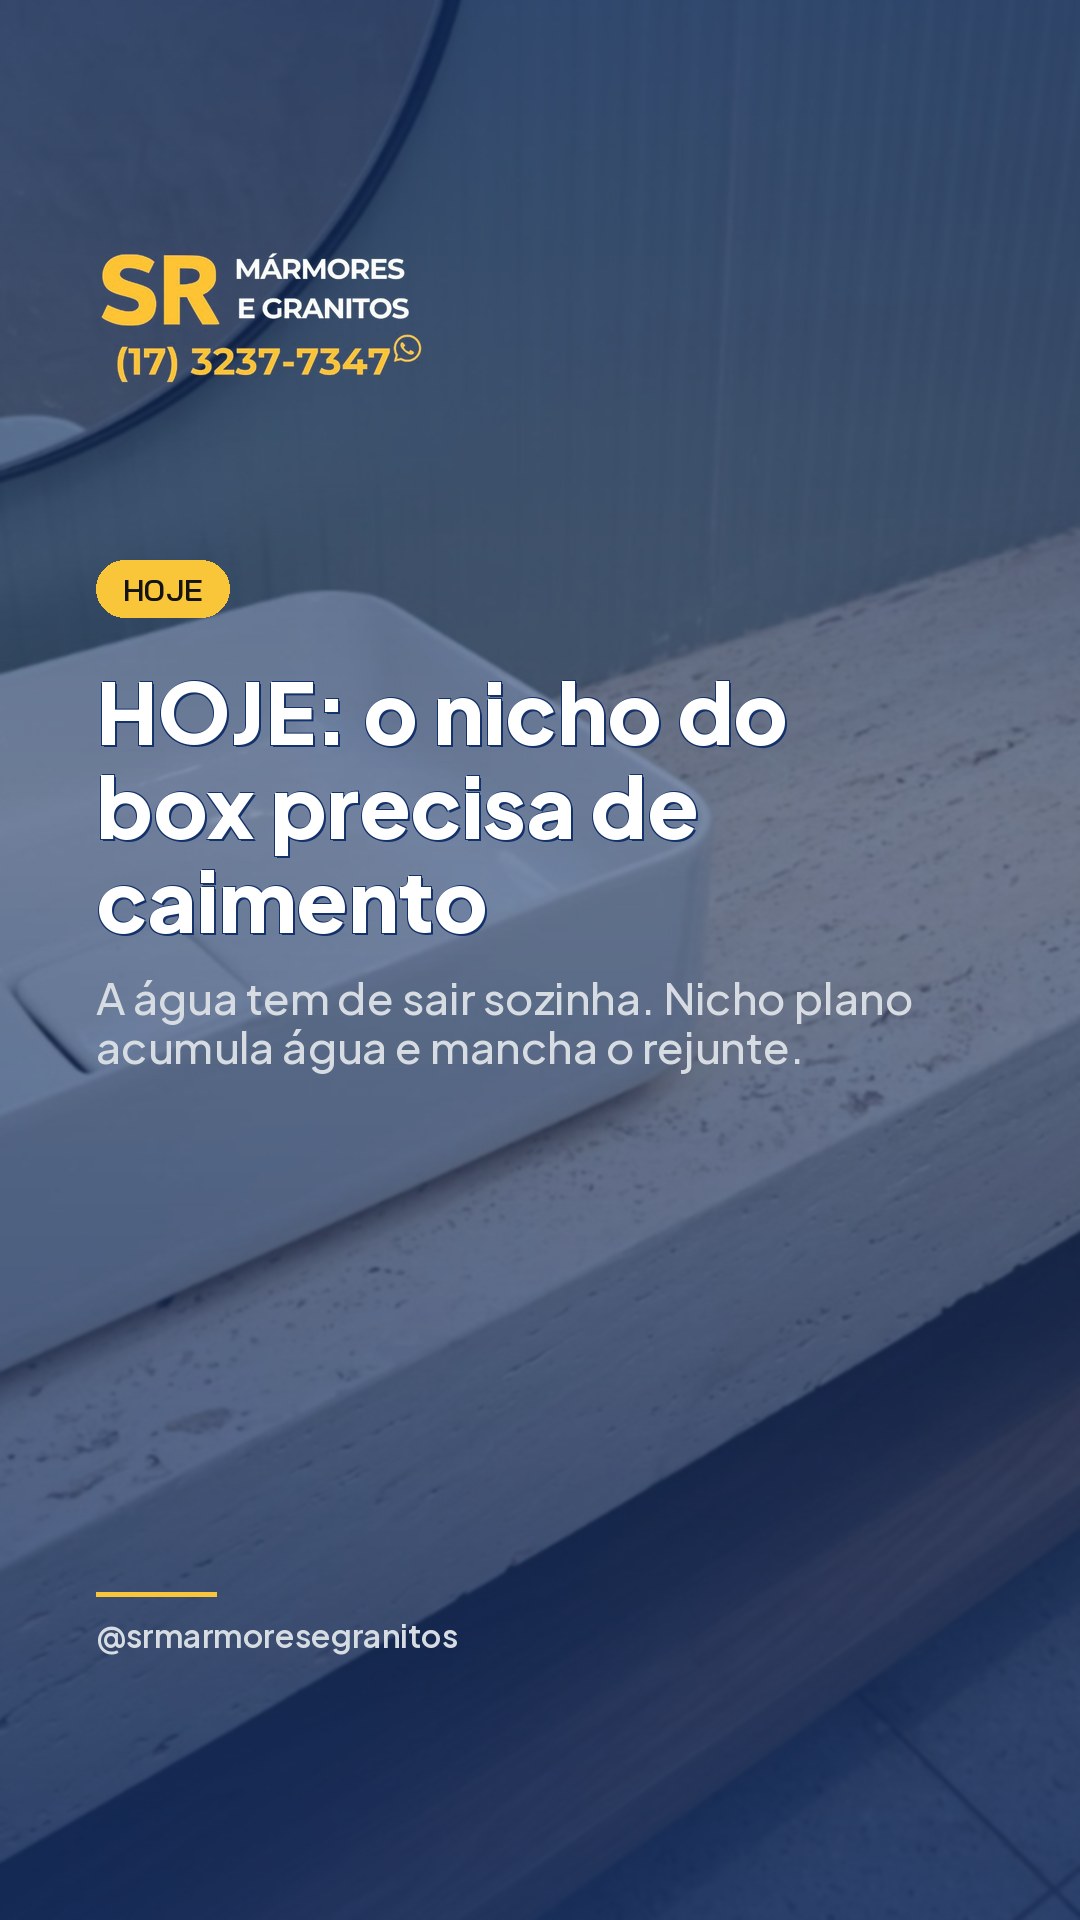 SR MÁRMORES
E GRANITOS
(17) 3237-7347
HOJE
HOJE: o nicho do
box precisa de
caimento
A água tem de sair sozinha. Nicho plano
acumula água e mancha o rejunte.
@srmarmoresegranitos